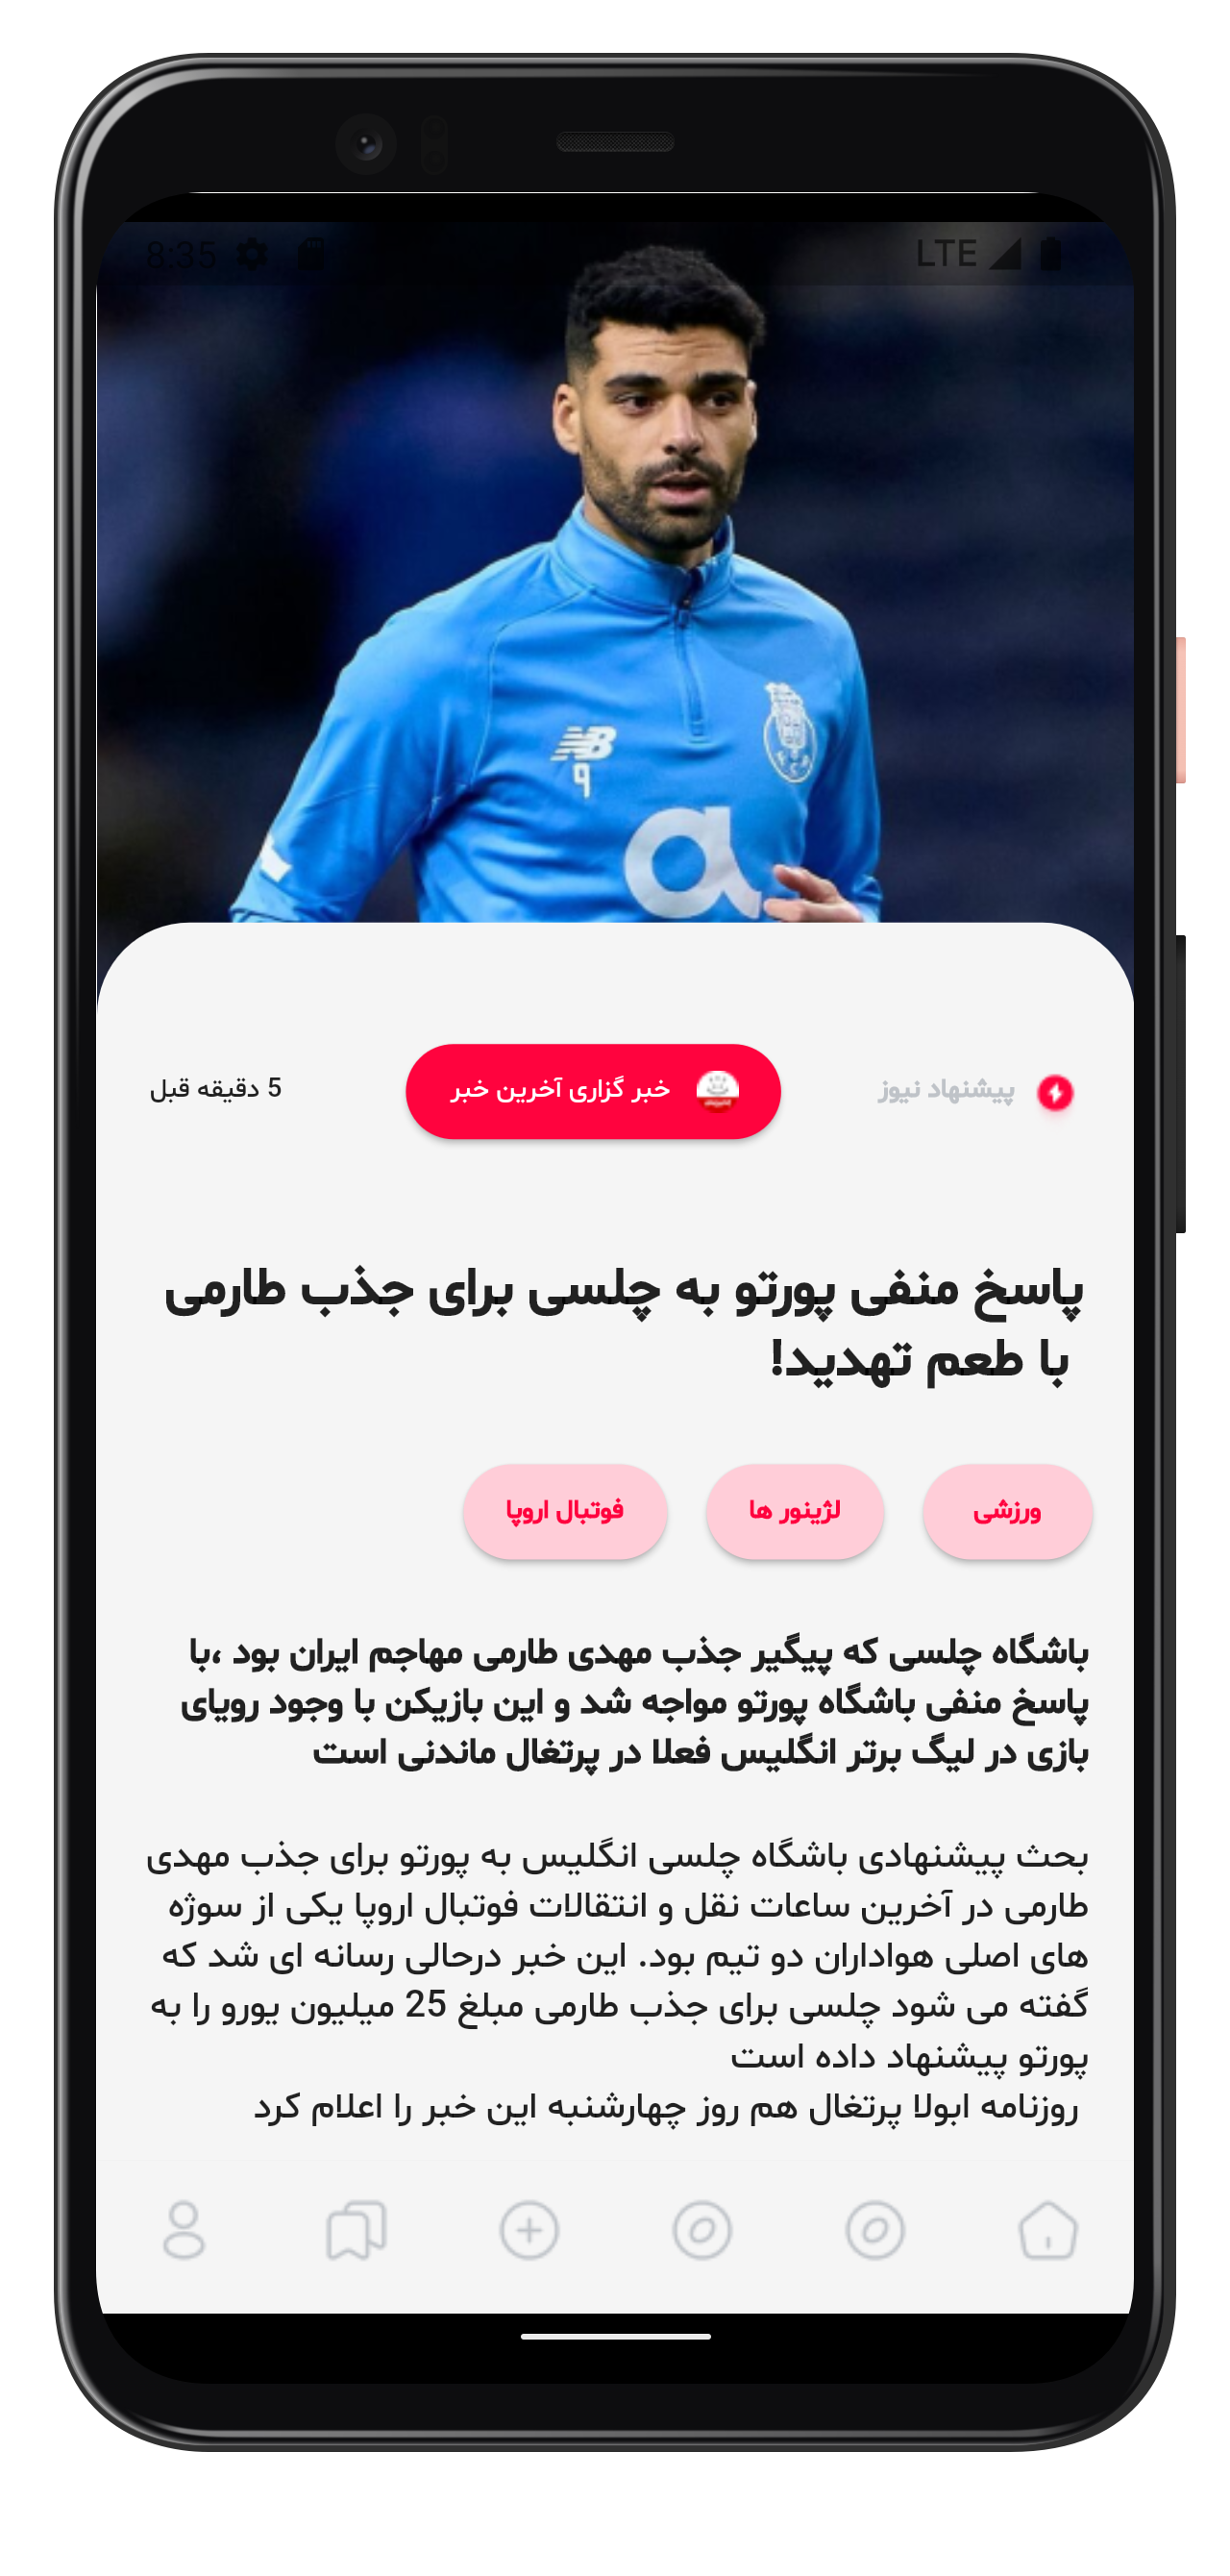 8:35
LTE
NB
9
a
پیشنهاد نیوز
خبر گزاری آخرین خبر
5 دقیقه قبل
پاسخ منفی پورتو به چلسی برای جذب طارمی
با طعم تهدید!
ورزشی
لژینور ها
فوتبال اروپا
باشگاه چلسی که پیگیر جذب مهدی طارمی مهاجم ایران بود ،با
پاسخ منفی باشگاه پورتو مواجه شد و این بازیکن با وجود رویای
بازی در لیگ برتر انگلیس فعلا در پرتغال ماندنی است
بحث پیشنهادی باشگاه چلسی انگلیس به پورتو برای جذب مهدی
طارمی در آخرین ساعات نقل و انتقالات فوتبال اروپا یکی از سوژه
های اصلی هواداران دو تیم بود. این خبر درحالی رسانه ای شد که
گفته می شود چلسی برای جذب طارمی مبلغ 25 میلیون یورو را به
پورتو پیشنهاد داده است
روزنامه ابولا پرتغال هم روز چهارشنبه این خبر را اعلام کرد